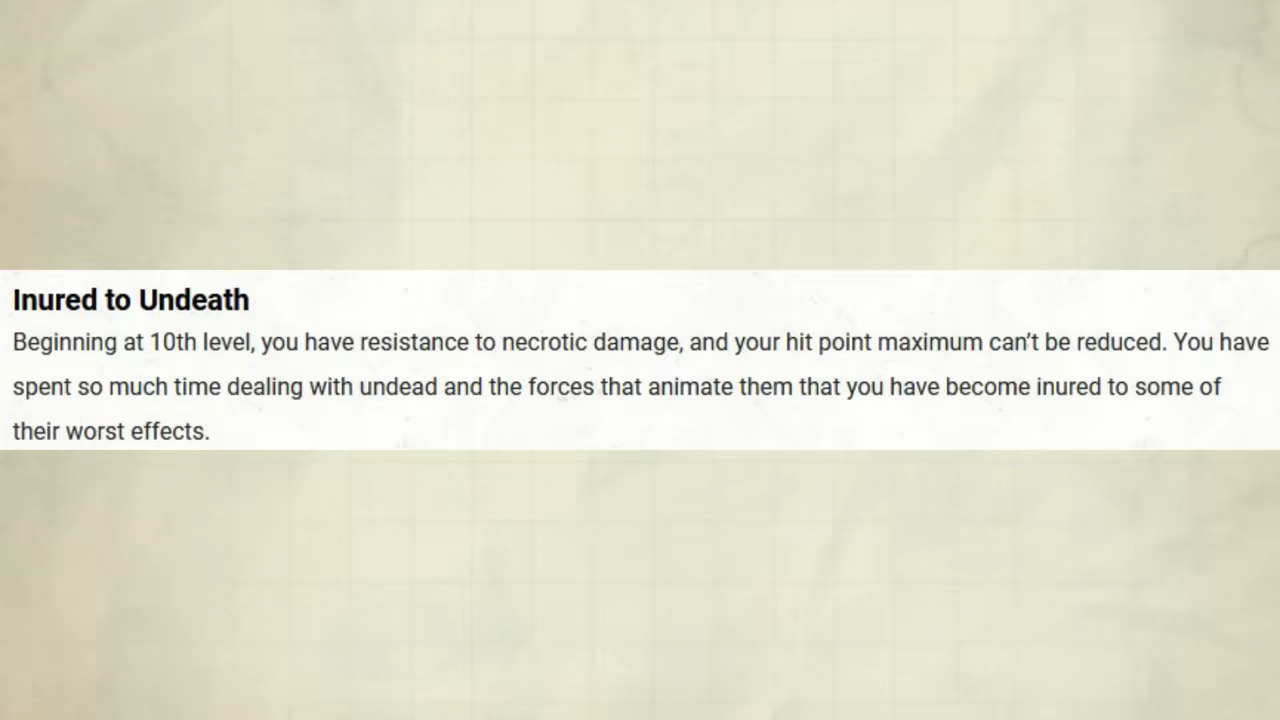 Inured to Undeath
Beginning at 10th level, you have resistance to necrotic damage, and your hit point maximum can’t be reduced. You have
spent so much time dealing with undead and the forces that animate them that you have become inured to some of
their worst effects.